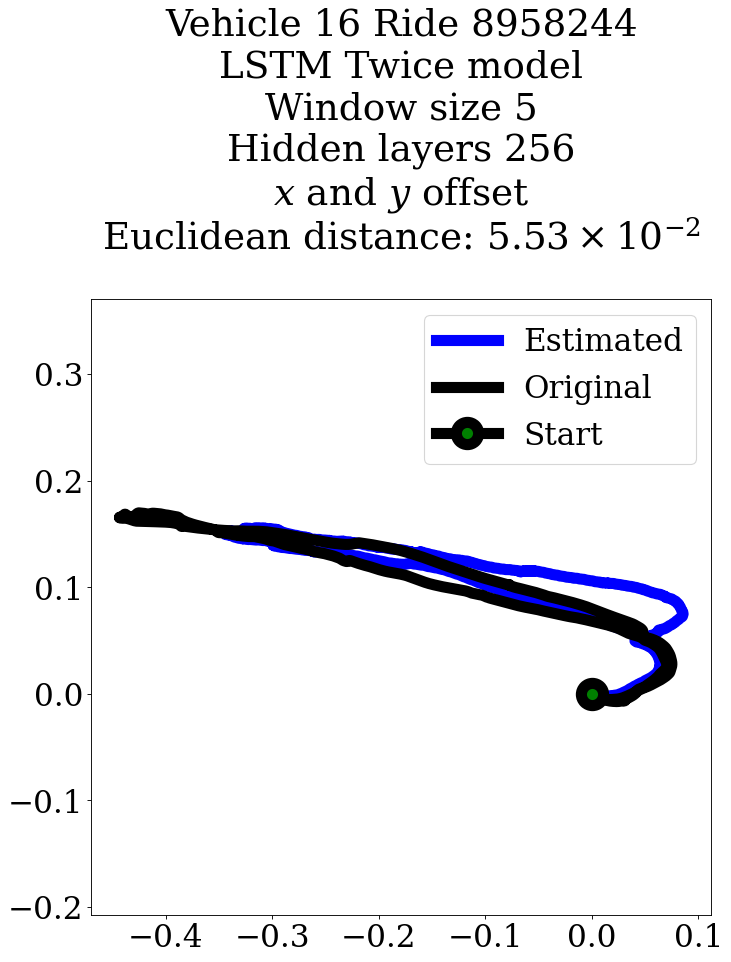 Vehicle 16 Ride 8958244
LSTM Twice model
Window size 5
Hidden layers 256
x and y offset
Euclidean distance: 5.53 × 10⁻²
Estimated
Original
Start
0.3
0.2
0.1
0.0
−0.1
−0.2
−0.4 −0.3 −0.2 −0.1 0.0 0.1